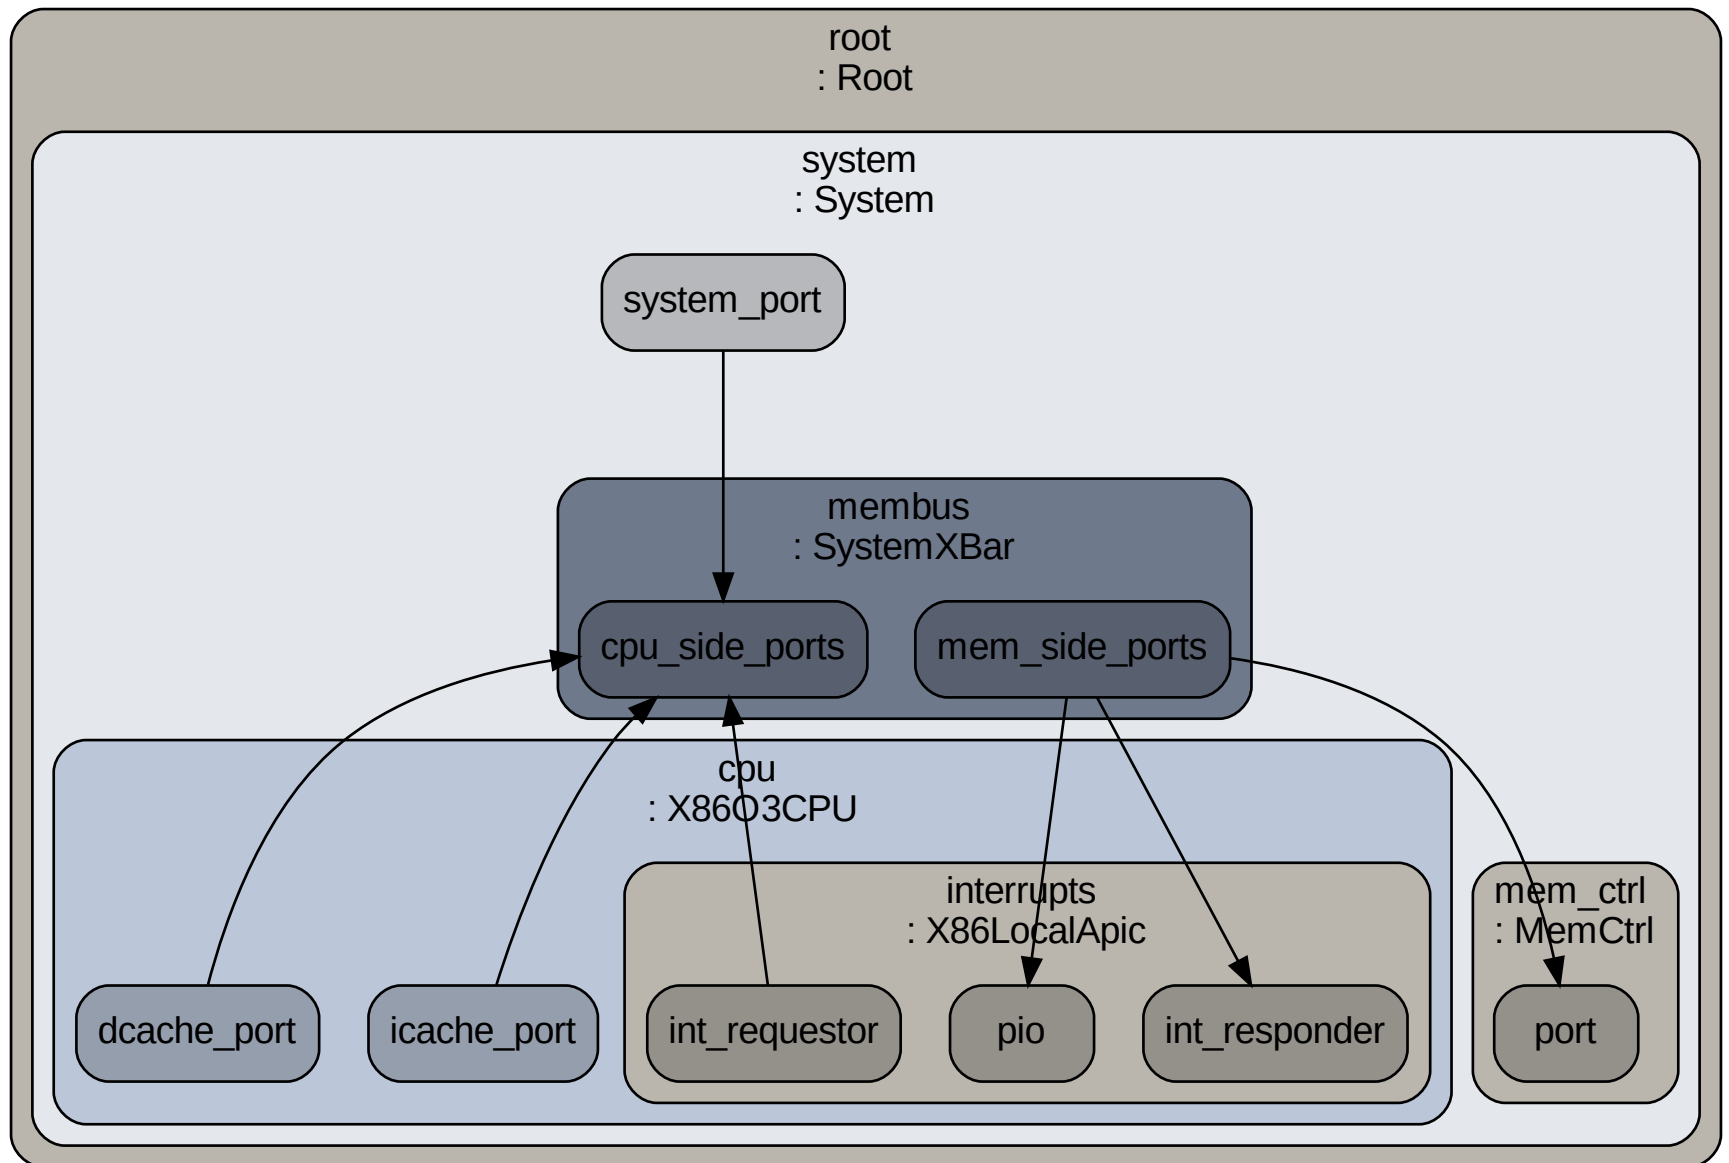 root
: Root
system
: System
system_port
membus
: SystemXBar
cpu_side_ports
mem_side_ports
cpu
: X86O3CPU
interrupts
: X86LocalApic
mem_ctrl
: MemCtrl
dcache_port
icache_port
int_requestor
pio
int_responder
port